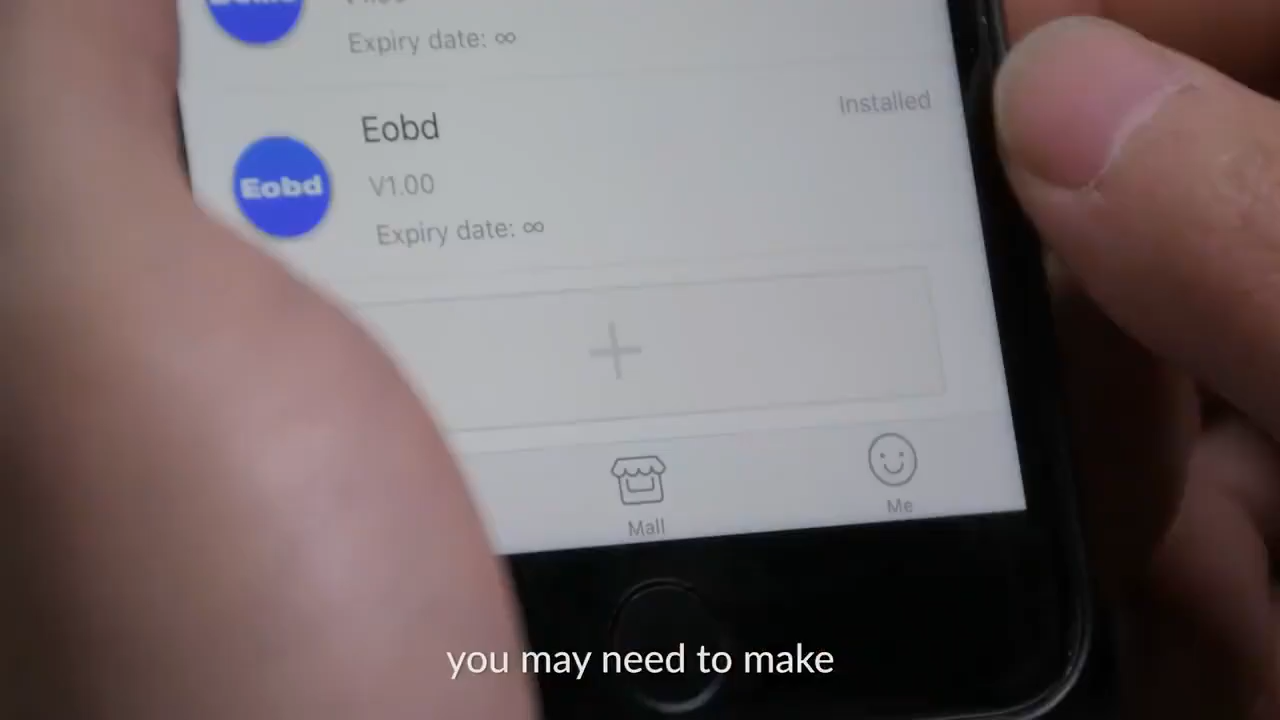 Expiry date: ∞
Eobd
Installed
Eobd
V1.00
Expiry date: ∞
Mall
Me
you may need to make